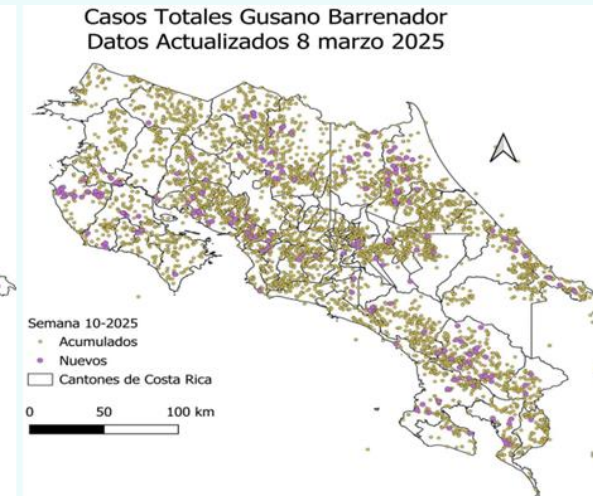 Casos Totales Gusano Barrenador
Datos Actualizados 8 marzo 2025
Semana 10-2025
Acumulados
Nuevos
Cantones de Costa Rica
0 50 100 km